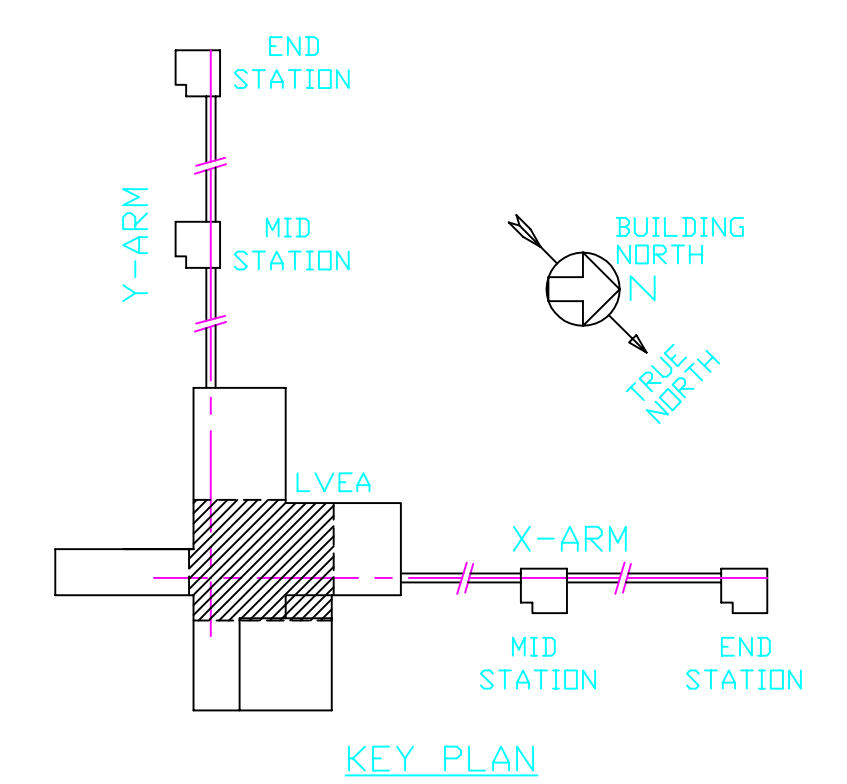 END
STATION
Y-ARM
MID
STATION
BUILDING
NORTH
N
TRUE
NORTH
LVEA
X-ARM
MID
STATION
END
STATION
KEY PLAN